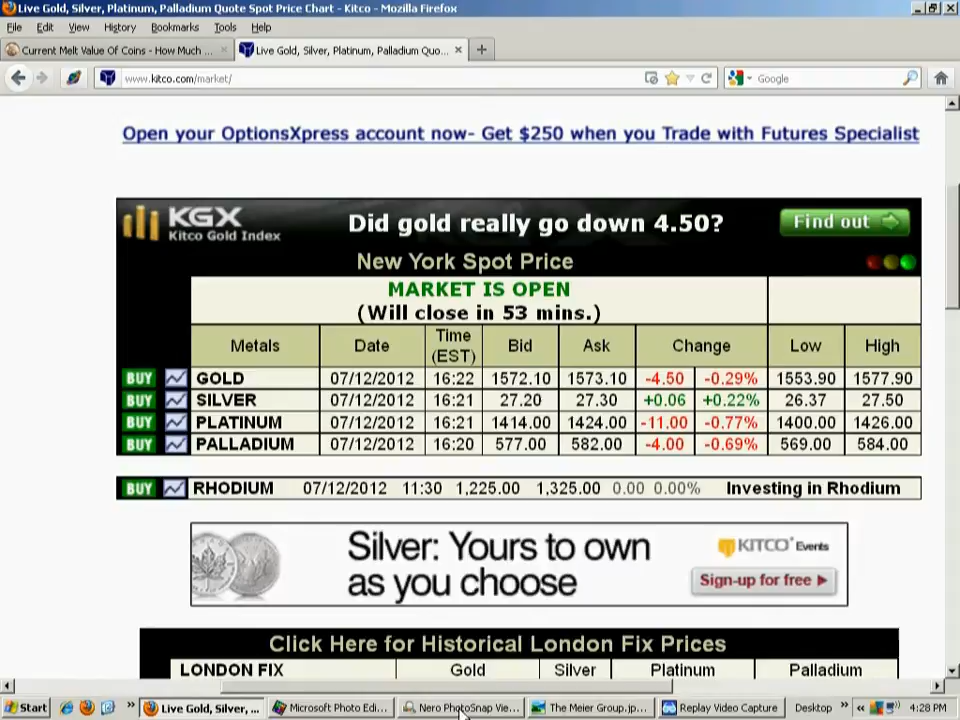 Live Gold, Silver, Platinum, Palladium Quote Spot Price Chart - Kitco - Mozilla Firefox
File Edit View History Bookmarks Tools Help
Current Melt Value Of Coins - How Much ... Live Gold, Silver, Platinum, Palladium Quo...
www.kitco.com/market/ Google
Open your OptionsXpress account now- Get $250 when you Trade with Futures Specialist
KGX
Kitco Gold Index
Did gold really go down 4.50?
Find out
New York Spot Price
MARKET IS OPEN
(Will close in 53 mins.)
Metals Date Time (EST) Bid Ask Change Low High
BUY GOLD 07/12/2012 16:22 1572.10 1573.10 -4.50 -0.29% 1553.90 1577.90
BUY SILVER 07/12/2012 16:21 27.20 27.30 +0.06 +0.22% 26.37 27.50
BUY PLATINUM 07/12/2012 16:21 1414.00 1424.00 -11.00 -0.77% 1400.00 1426.00
BUY PALLADIUM 07/12/2012 16:20 577.00 582.00 -4.00 -0.69% 569.00 584.00
BUY RHODIUM 07/12/2012 11:30 1,225.00 1,325.00 0.00 0.00% Investing in Rhodium
Silver: Yours to own
as you choose
KITCO Events
Sign-up for free
Click Here for Historical London Fix Prices
LONDON FIX Gold Silver Platinum Palladium
Start Live Gold, Silver, ... Microsoft Photo Edi... Nero PhotoSnap Vie... The Meier Group.jp... Replay Video Capture Desktop 4:28 PM